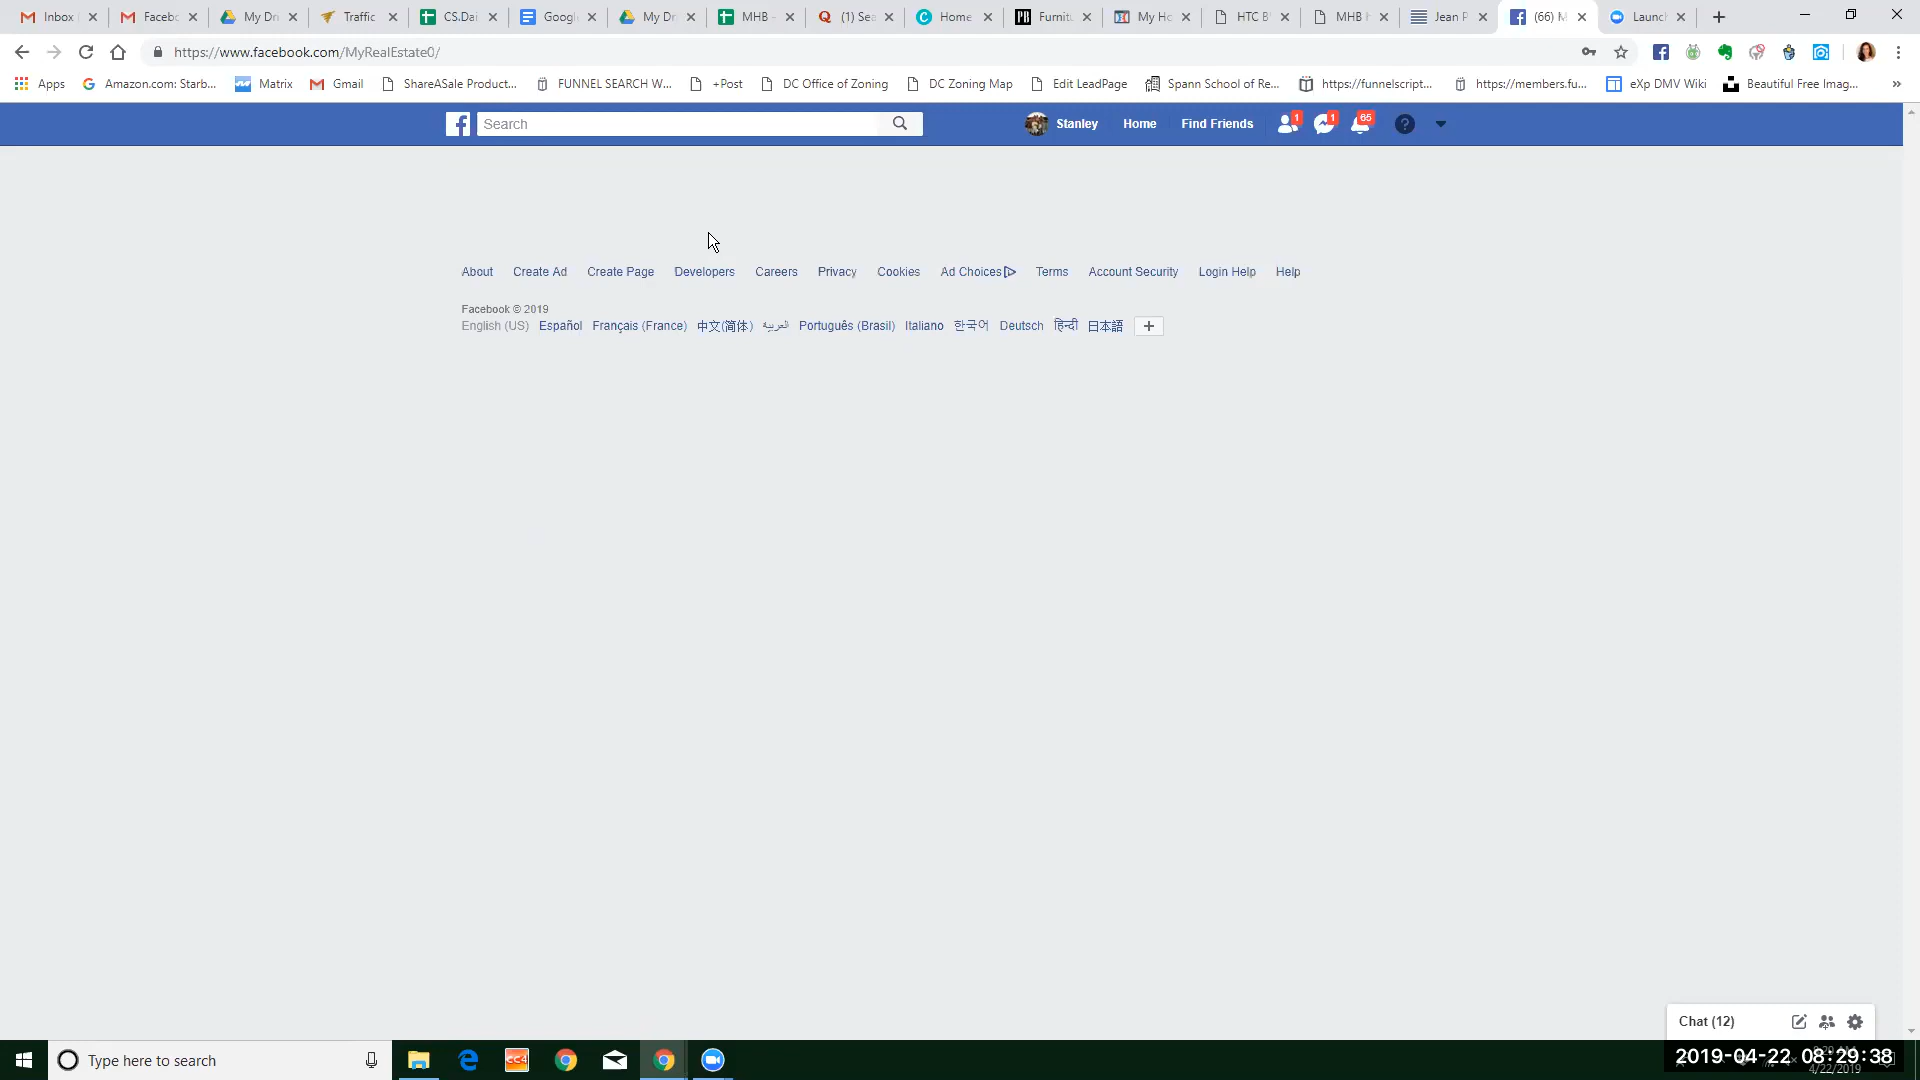 Inbox Facebo My Dr Traffic CS.Dai Google My Dr MHB - (1) Sea Home Furnitu My Ho HTC B MHB Jean P (66) M Launch
https://www.facebook.com/MyRealEstate0/
Apps Amazon.com: Starb... Matrix Gmail ShareASale Product... FUNNEL SEARCH W... +Post DC Office of Zoning DC Zoning Map Edit LeadPage Spann School of Re... https://funnelscript... https://members.fu... eXp DMV Wiki Beautiful Free Imag... »
Search Stanley Home Find Friends 1 1 65
About Create Ad Create Page Developers Careers Privacy Cookies Ad Choices Terms Account Security Login Help Help
Facebook © 2019
English (US) Español Français (France) 中文(简体) العربية Português (Brasil) Italiano 한국어 Deutsch हिन्दी 日本語 +
Chat (12)
Type here to search CC4
2019-04-22 08:29:38
4/22/2019